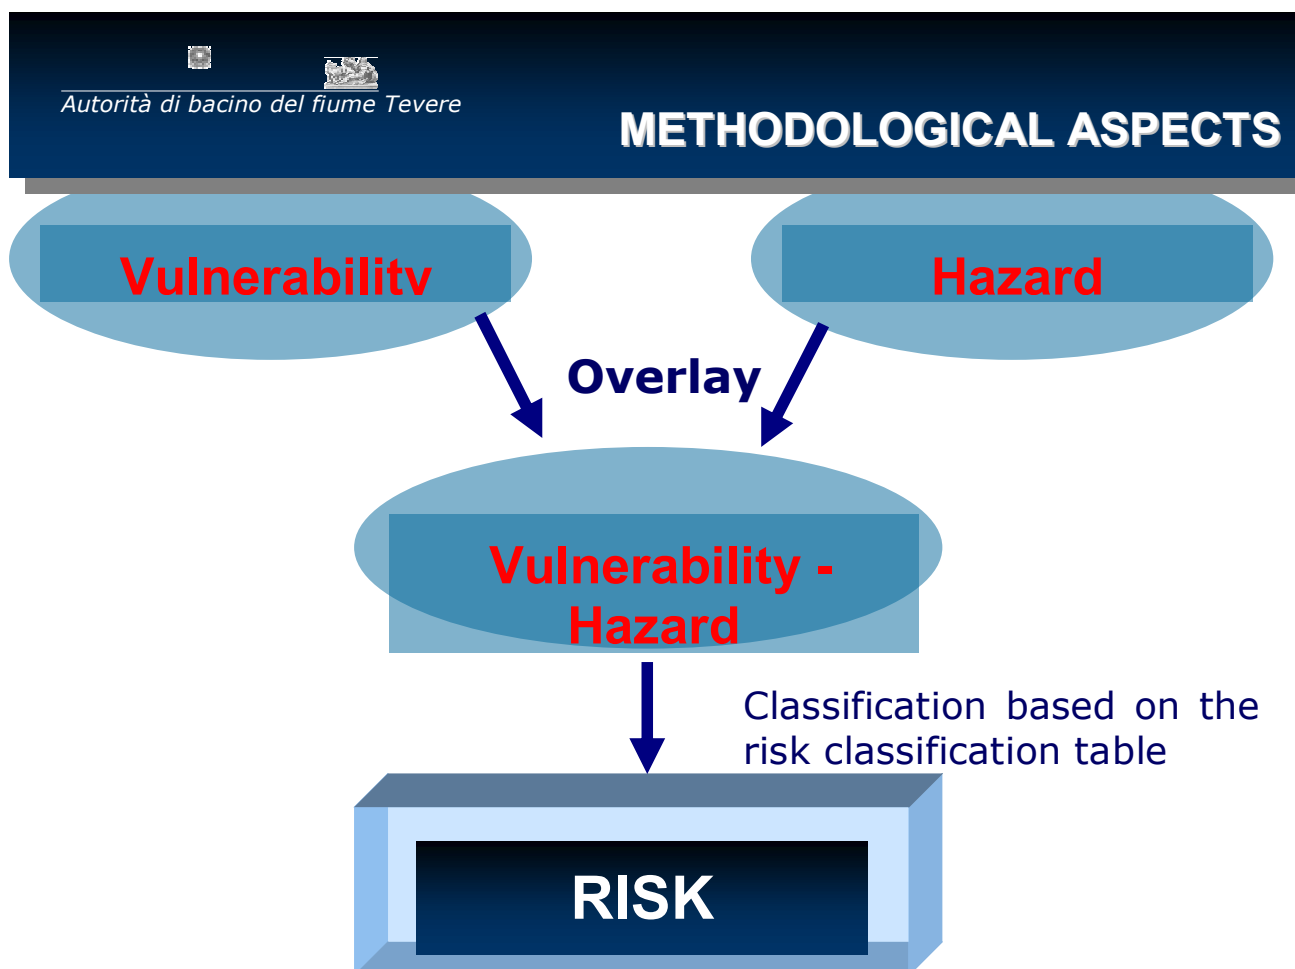 Autorità di bacino del fiume Tevere
METHODOLOGICAL ASPECTS
Vulnerability
Hazard
Overlay
Vulnerability -
Hazard
Classification based on the
risk classification table
RISK